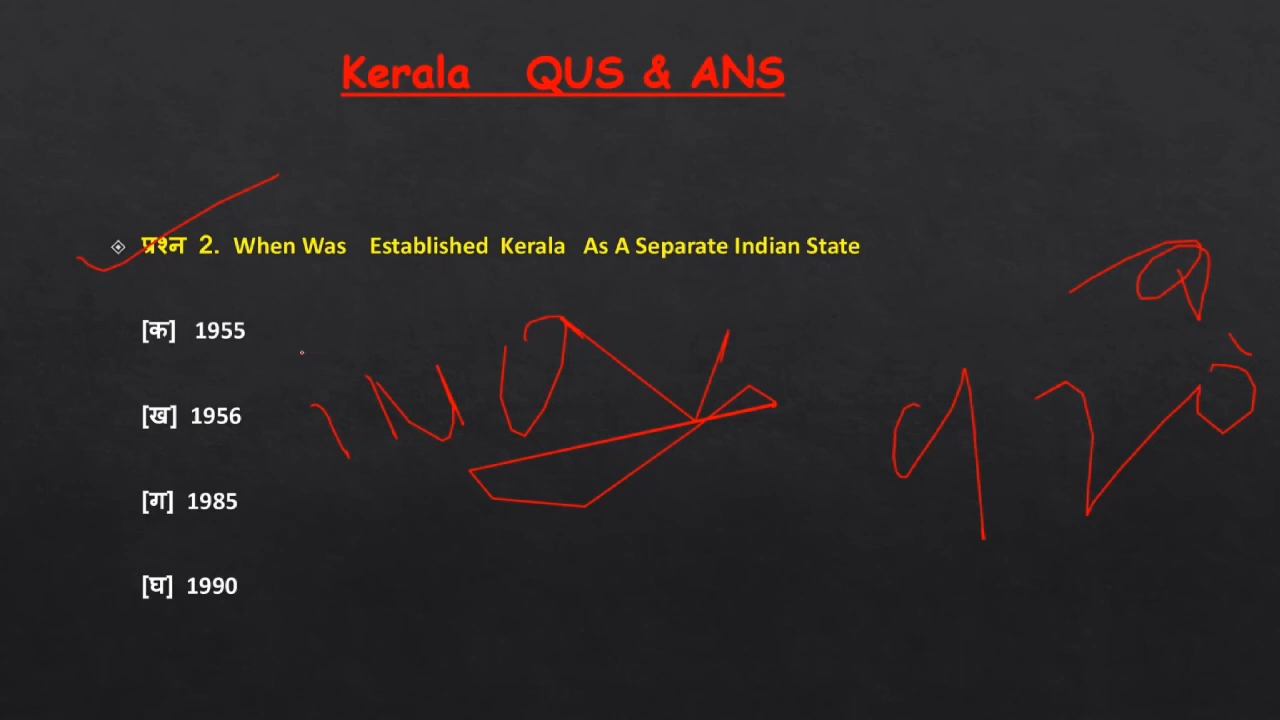 Kerala QUS & ANS
प्रश्न 2. When Was Established Kerala As A Separate Indian State
[क] 1955
[ख] 1956
[ग] 1985
[घ] 1990